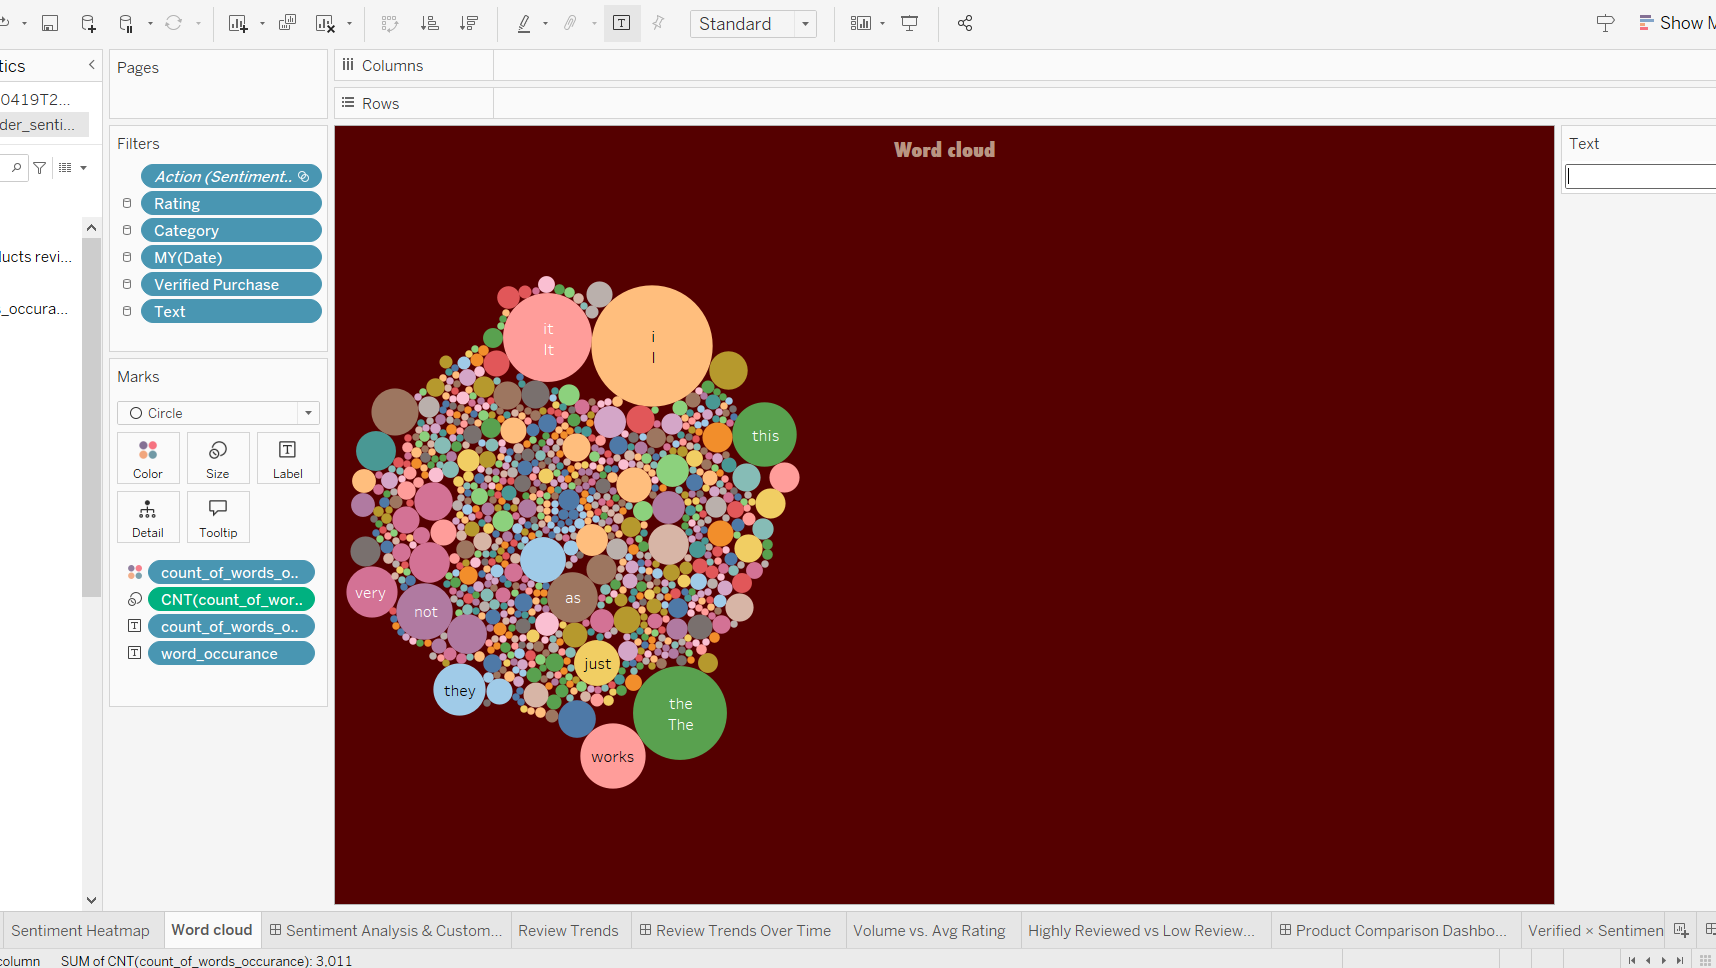 Standard
Show M
tics
Pages
Columns
0419T2...
Rows
der_senti...
Filters
Word cloud
Text
Action (Sentiment..
Rating
Category
MY(Date)
ucts revi...
Verified Purchase
_occura...
Text
it
It
i
I
Marks
Circle
this
Color
Size
Label
Detail
Tooltip
count_of_words_o..
very
CNT(count_of_wor..
as
not
count_of_words_o..
word_occurance
just
they
the
The
works
Sentiment Heatmap
Word cloud
Sentiment Analysis & Custom...
Review Trends
Review Trends Over Time
Volume vs. Avg Rating
Highly Reviewed vs Low Review...
Product Comparison Dashbo...
Verified × Sentimen
column
SUM of CNT(count_of_words_occurance): 3,011